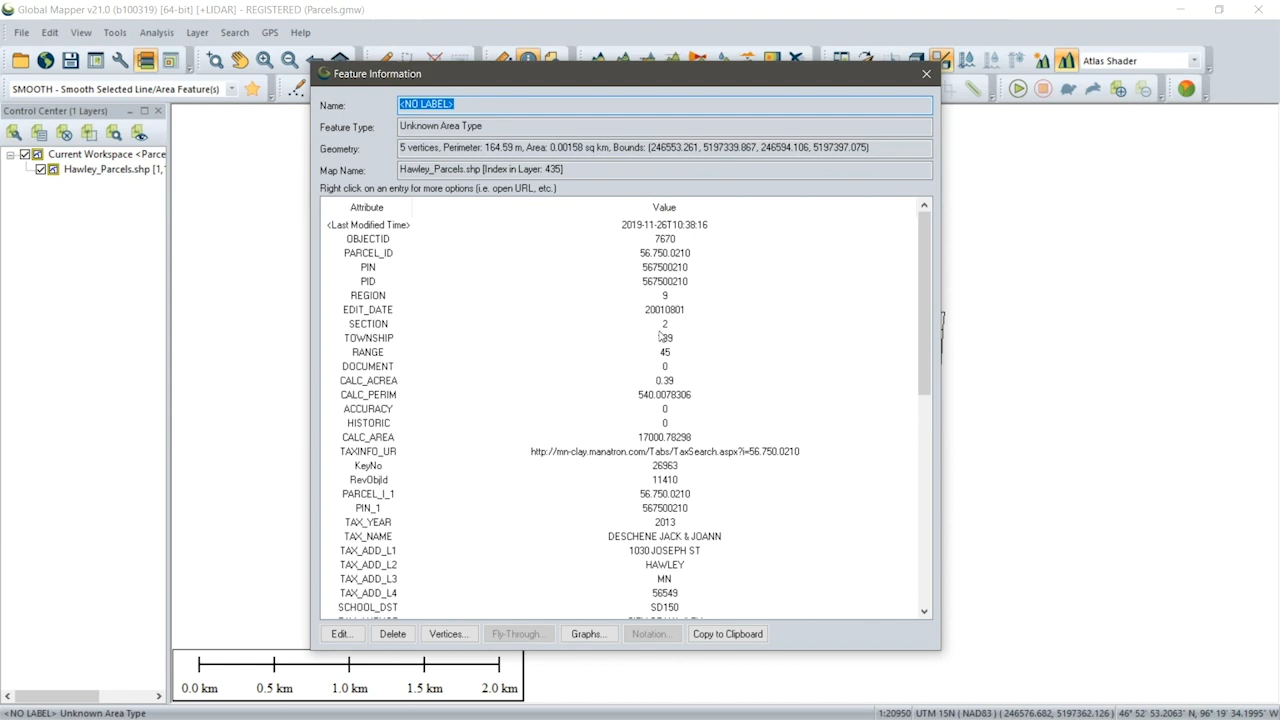 Global Mapper v21.0 (b100319) [64-bit] [+LIDAR] - REGISTERED (Parcels.gmw)
File Edit View Tools Analysis Layer Search GPS Help
Atlas Shader
SMOOTH - Smooth Selected Line/Area Feature(s)
Control Center (1 Layers)
Current Workspace <Parce
Hawley_Parcels.shp [1,
Feature Information
Name: <NO LABEL>
Feature Type: Unknown Area Type
Geometry: 5 vertices, Perimeter: 164.59 m, Area: 0.00158 sq km, Bounds: (246553.261, 5197339.867, 246594.106, 5197397.075)
Map Name: Hawley_Parcels.shp [Index in Layer: 435]
Right click on an entry for more options (i.e. open URL, etc.)
Attribute Value
<Last Modified Time> 2019-11-26T10:38:16
OBJECTID 7670
PARCEL_ID 56.750.0210
PIN 567500210
PID 567500210
REGION 9
EDIT_DATE 20010801
SECTION 2
TOWNSHIP 139
RANGE 45
DOCUMENT 0
CALC_ACREA 0.39
CALC_PERIM 540.0078306
ACCURACY 0
HISTORIC 0
CALC_AREA 17000.78298
TAXINFO_UR http://mn-clay.manatron.com/Tabs/TaxSearch.aspx?i=56.750.0210
KeyNo 26963
RevObjId 11410
PARCEL_I_1 56.750.0210
PIN_1 567500210
TAX_YEAR 2013
TAX_NAME DESCHENE JACK & JOANN
TAX_ADD_L1 1030 JOSEPH ST
TAX_ADD_L2 HAWLEY
TAX_ADD_L3 MN
TAX_ADD_L4 56549
SCHOOL_DST SD150
Edit... Delete Vertices... Fly-Through... Graphs... Notation... Copy to Clipboard
0.0 km 0.5 km 1.0 km 1.5 km 2.0 km
<NO LABEL> Unknown Area Type
1:20950 UTM 15N ( NAD83 ) ( 246576.682, 5197362.126 ) 46° 52' 53.2063" N, 96° 19' 34.1995" W